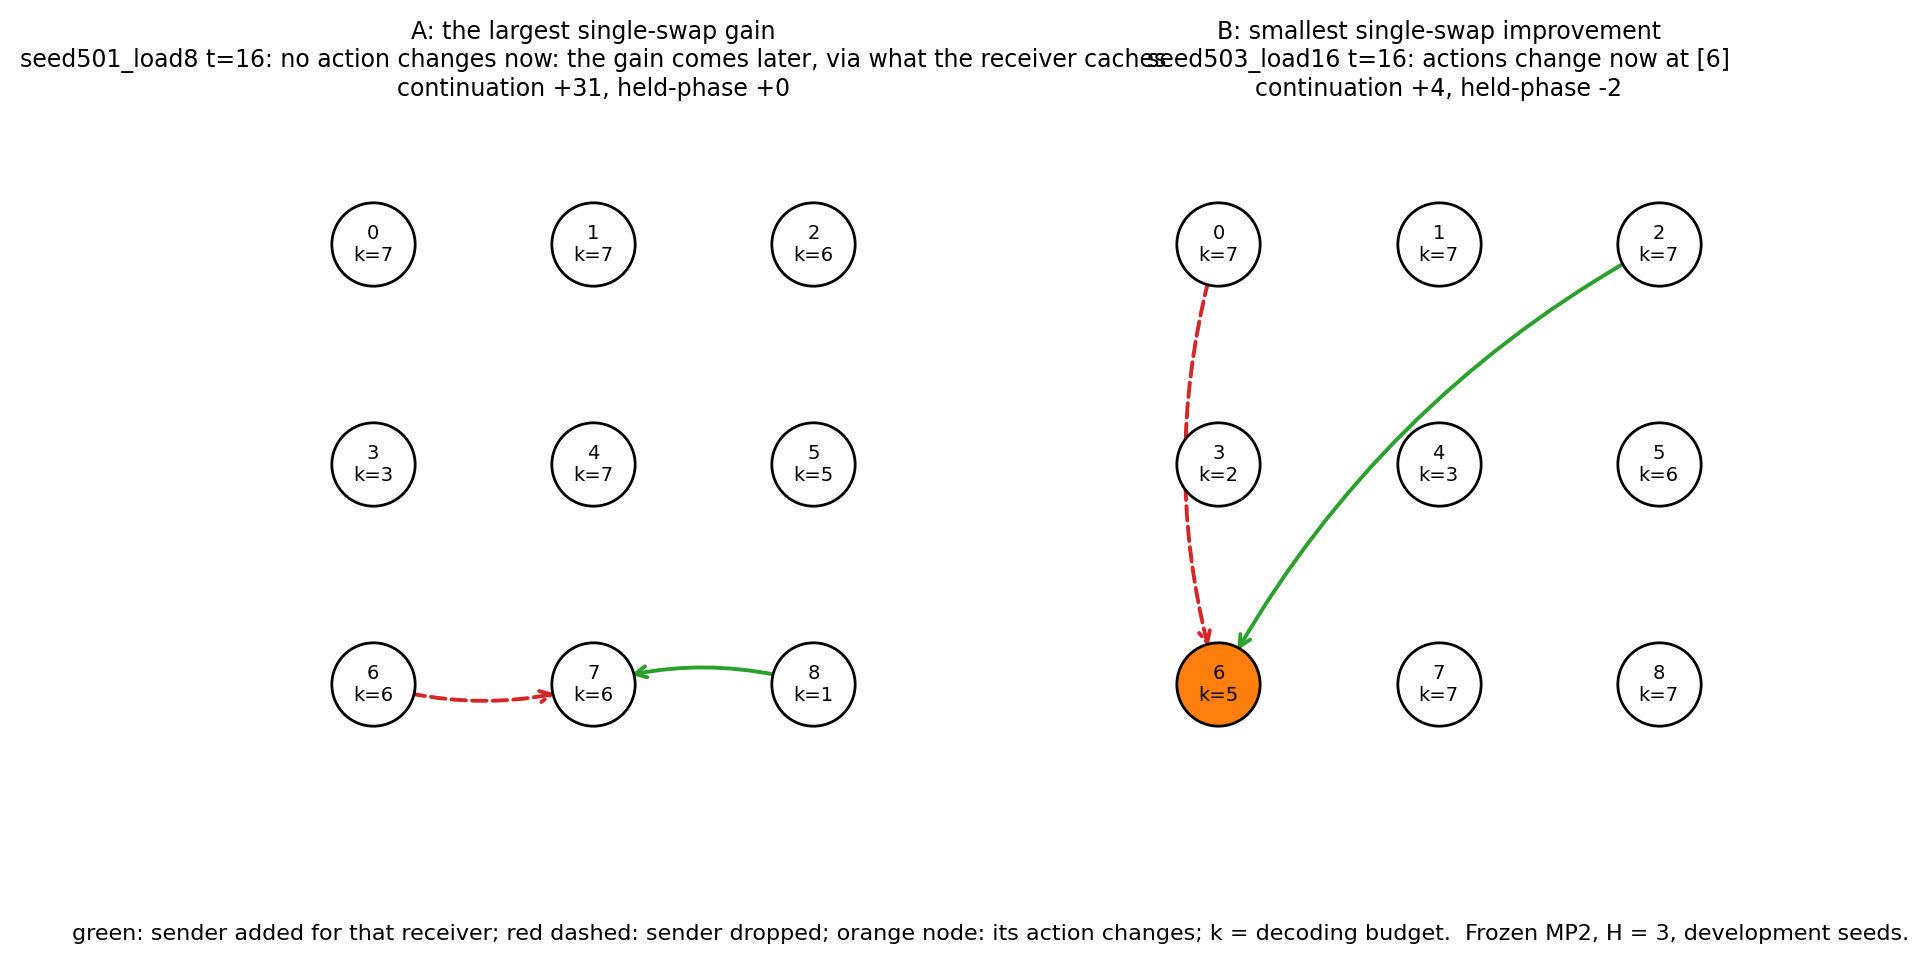 A: the largest single-swap gain
seed501_load8 t=16: no action changes now: the gain comes later, via what the receiver caches
continuation +31, held-phase +0
B: smallest single-swap improvement
seed503_load16 t=16: actions change now at [6]
continuation +4, held-phase -2
0
k=7
1
k=7
2
k=6
3
k=3
4
k=7
5
k=5
6
k=6
7
k=6
8
k=1
0
k=7
1
k=7
2
k=7
3
k=2
4
k=3
5
k=6
6
k=5
7
k=7
8
k=7
green: sender added for that receiver; red dashed: sender dropped; orange node: its action changes; k = decoding budget.  Frozen MP2, H = 3, development seeds.